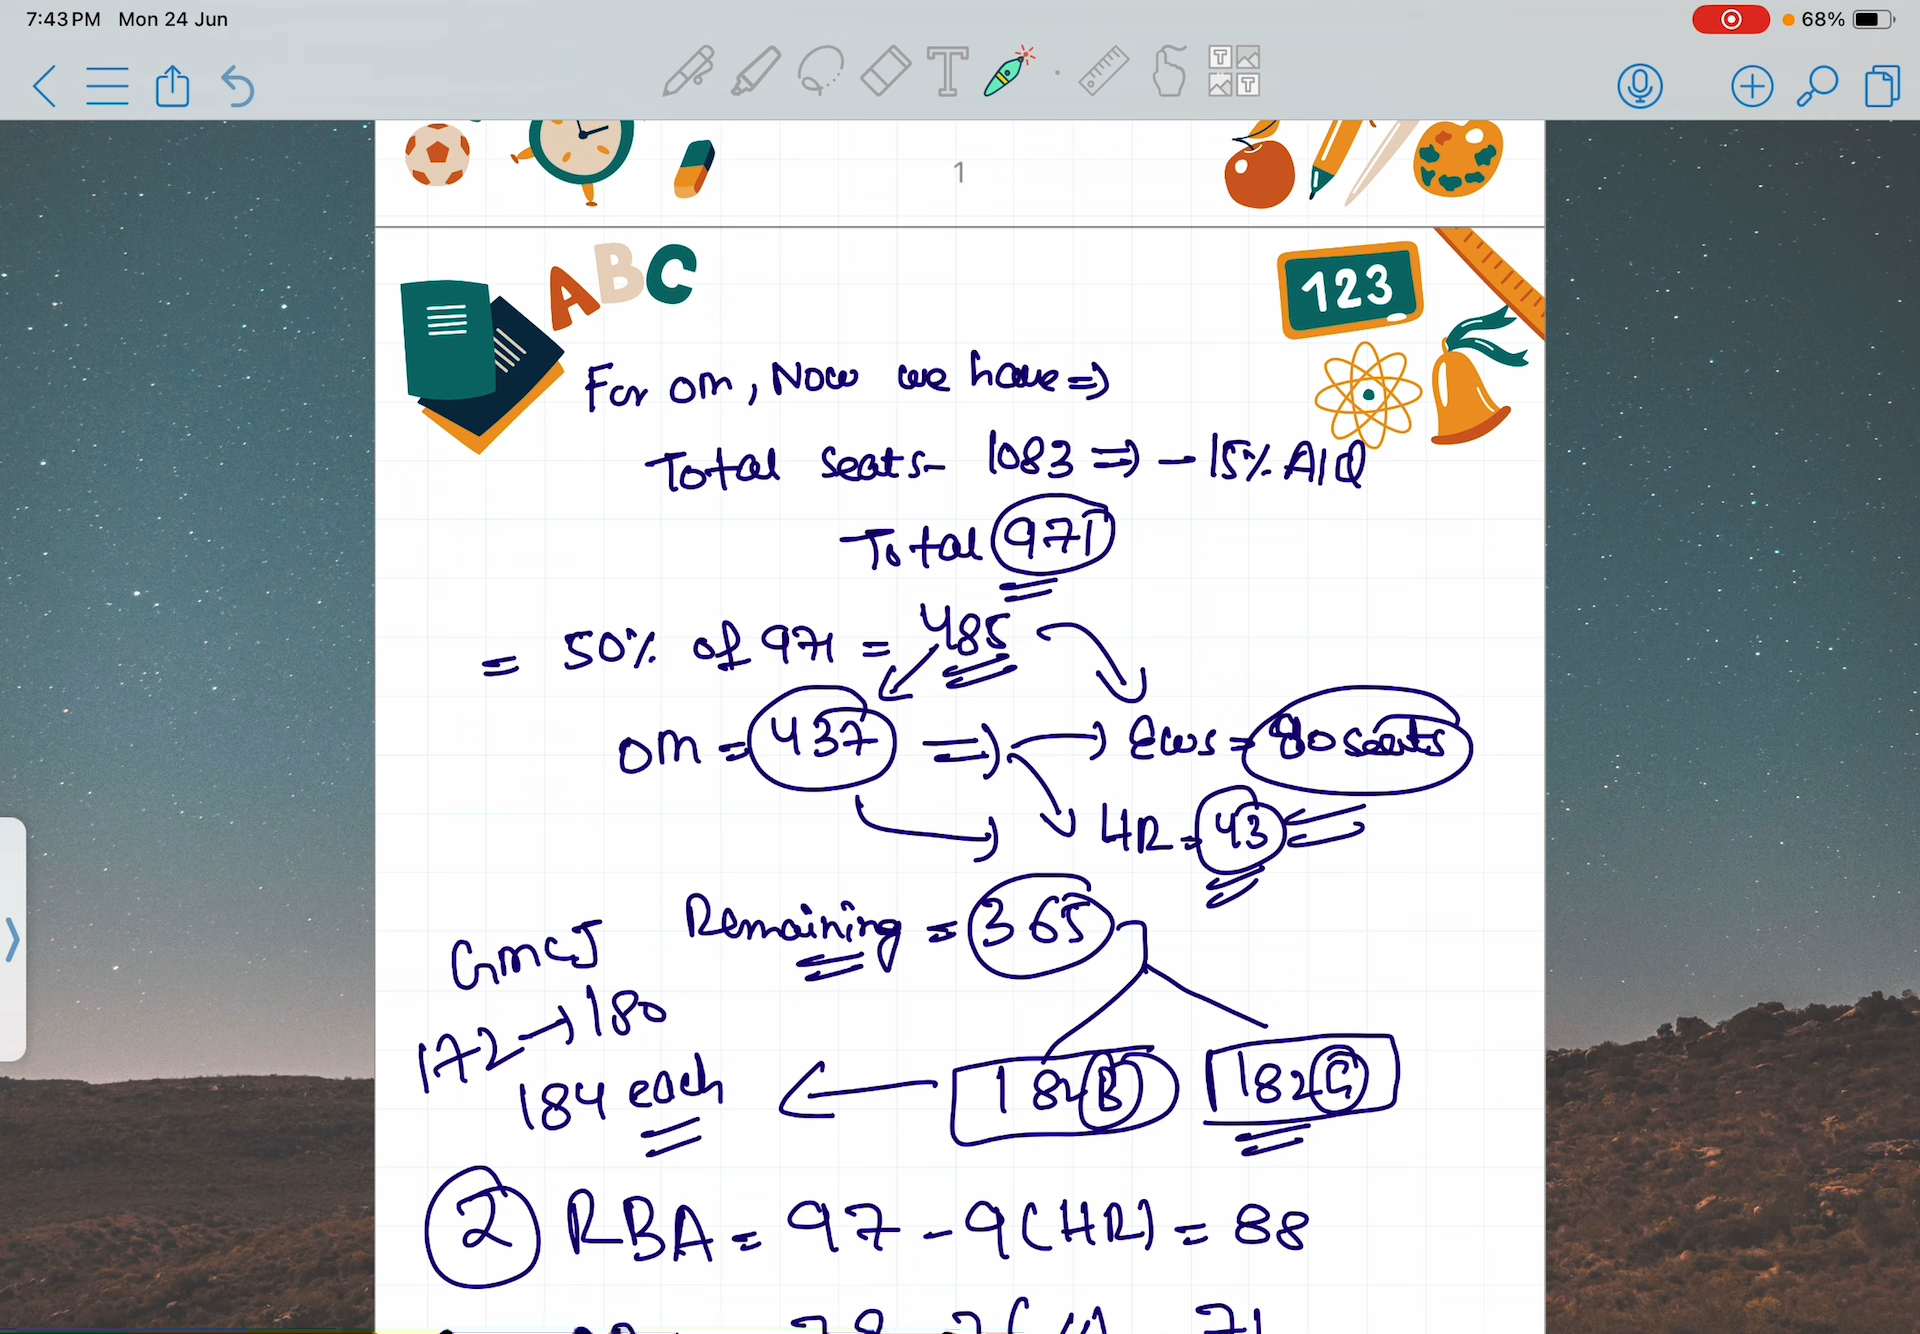 7:43 PM Mon 24 Jun
68%
1
ABC
123
For OM, Now we have =>
Total seats - 1083 => - 15% AIQ
Total 971
= 50% of 971 = 485
OM = 437 => EWS = 80 seats
HR = 43
Remaining = 365
GMCJ
172 → 180
184 each
182 B 182 G
2 RBA = 97 - 9 (HR) = 88